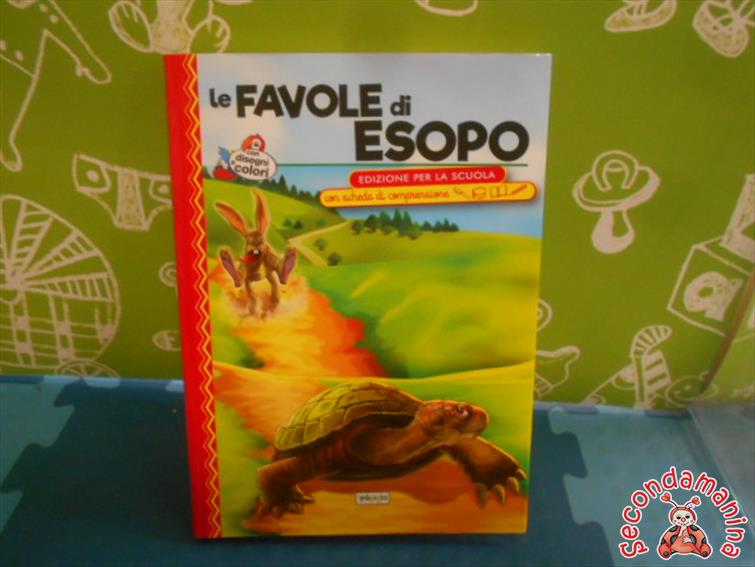 le FAVOLE di
ESOPO
con
disegni
a colori
EDIZIONE PER LA SCUOLA
con scheda di comprensione
a
secondamanina